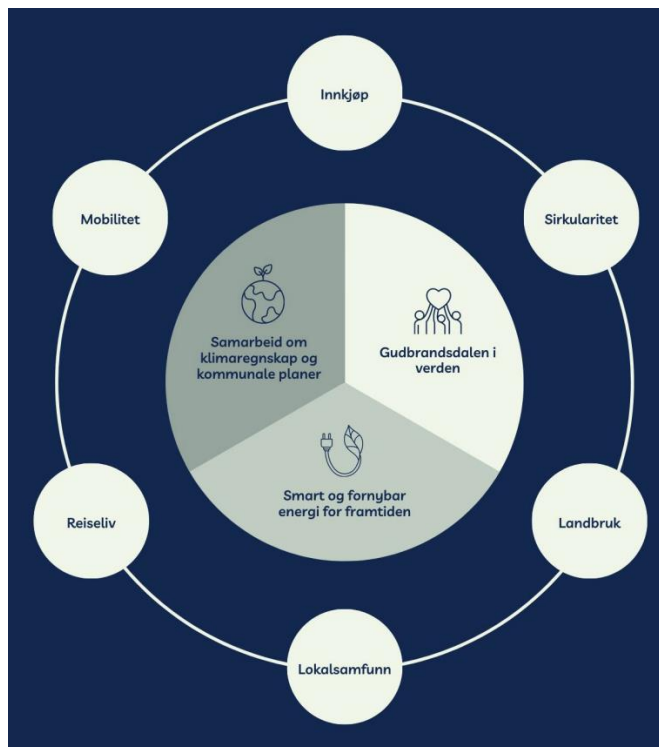 Innkjøp
Mobilitet
Sirkularitet
Samarbeid om
klimaregnskap og
kommunale planer
Gudbrandsdalen i
verden
Smart og fornybar
energi for framtiden
Reiseliv
Landbruk
Lokalsamfunn